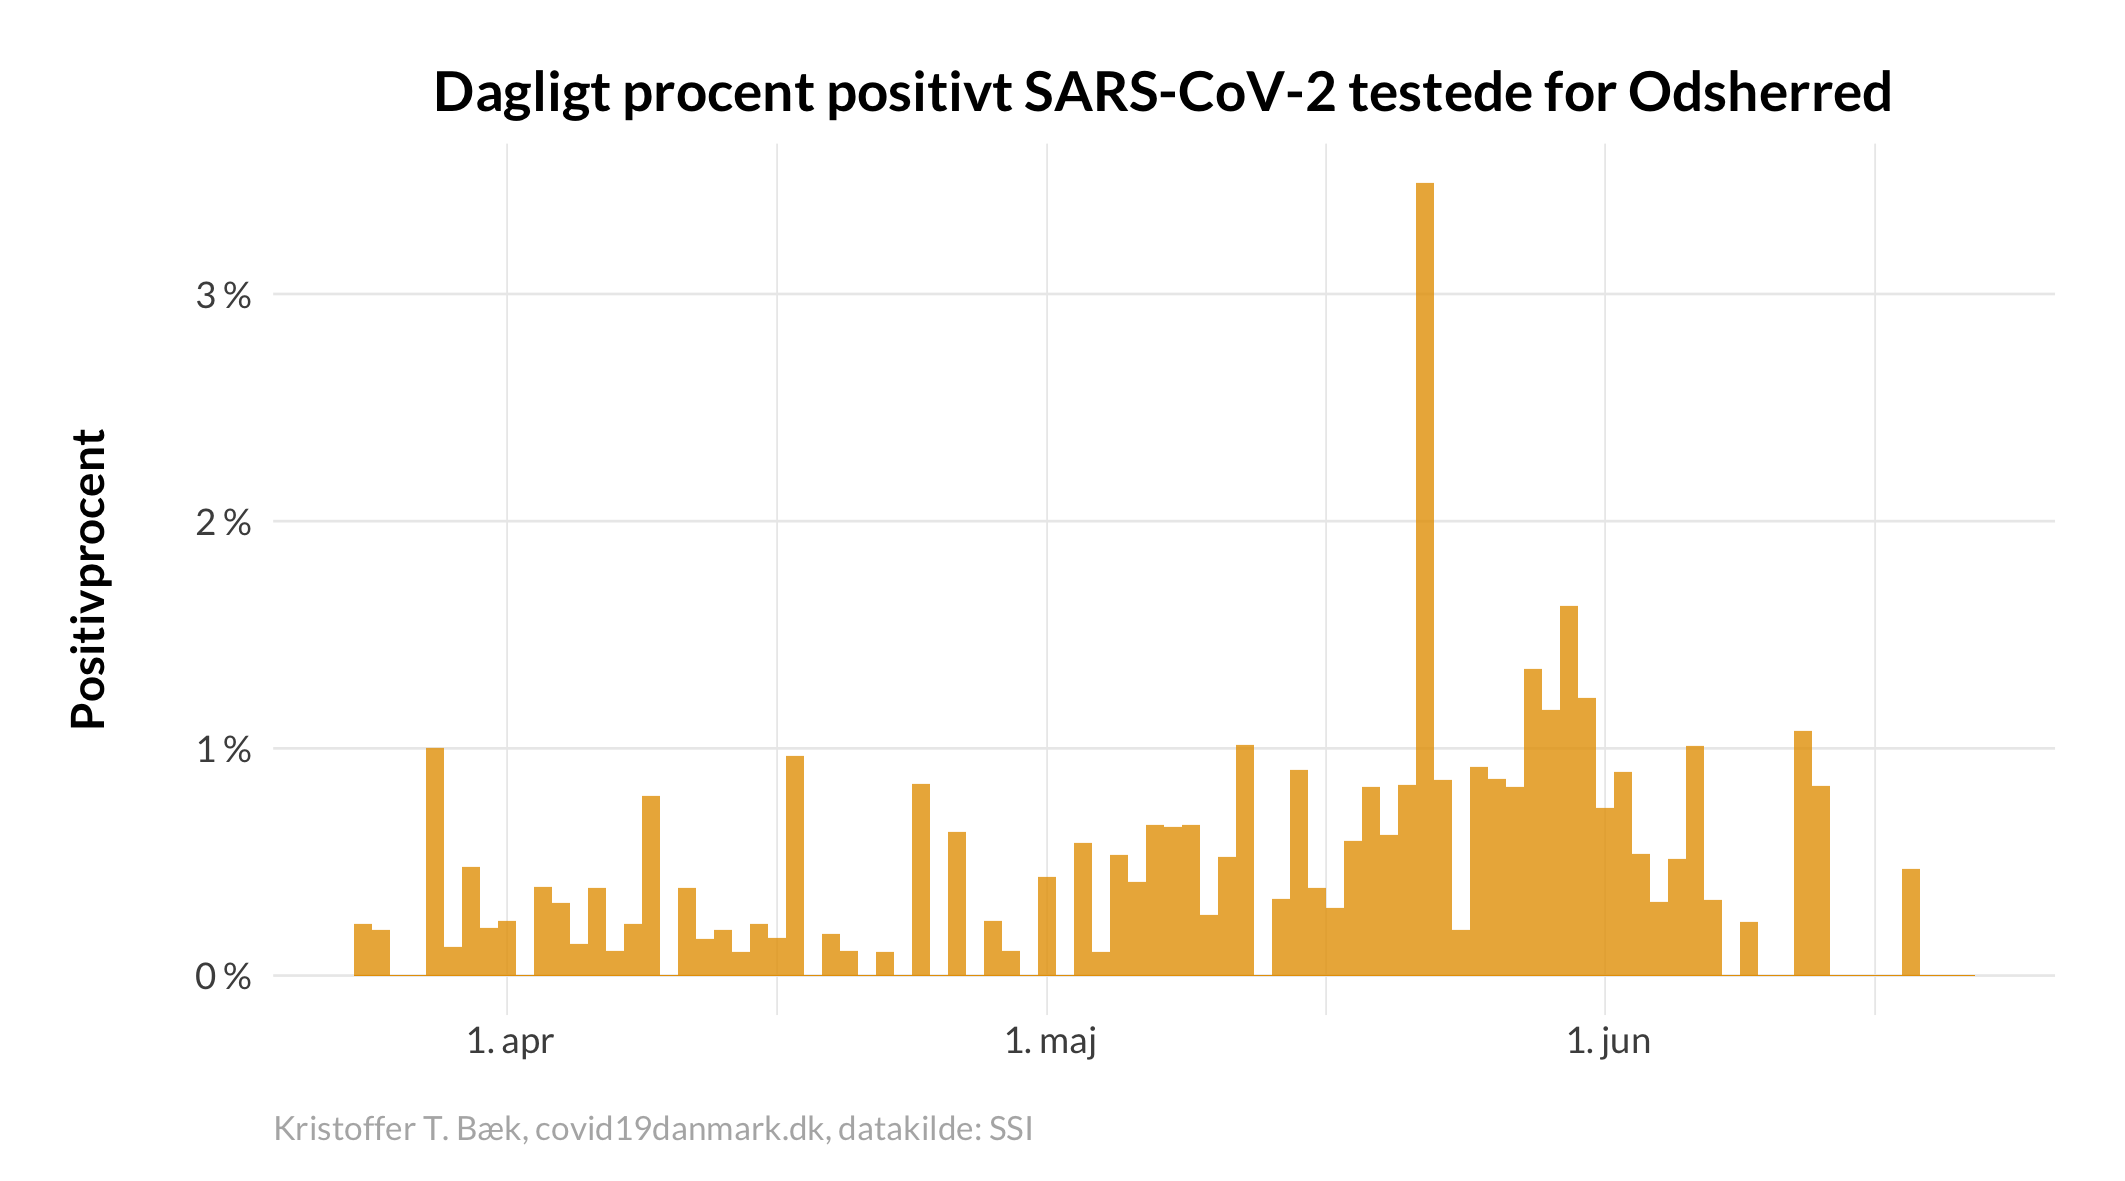 Dagligt procent positivt SARS-CoV-2 testede for Odsherred
Positivprocent
3 %
2 %
1 %
0 %
1. apr
1. maj
1. jun
Kristoffer T. Bæk, covid19danmark.dk, datakilde: SSI